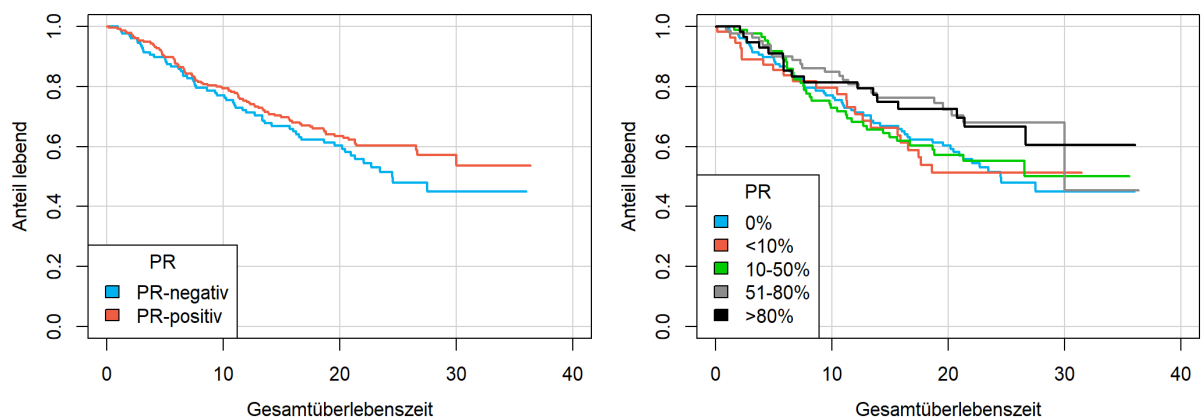 Anteil lebend
1.0
0.8
0.6
0.4
0.2
0.0
PR
PR-negativ
PR-positiv
0 10 20 30 40
Gesamtüberlebenszeit
Anteil lebend
1.0
0.8
0.6
0.4
0.2
0.0
PR
0%
<10%
10-50%
51-80%
>80%
0 10 20 30 40
Gesamtüberlebenszeit